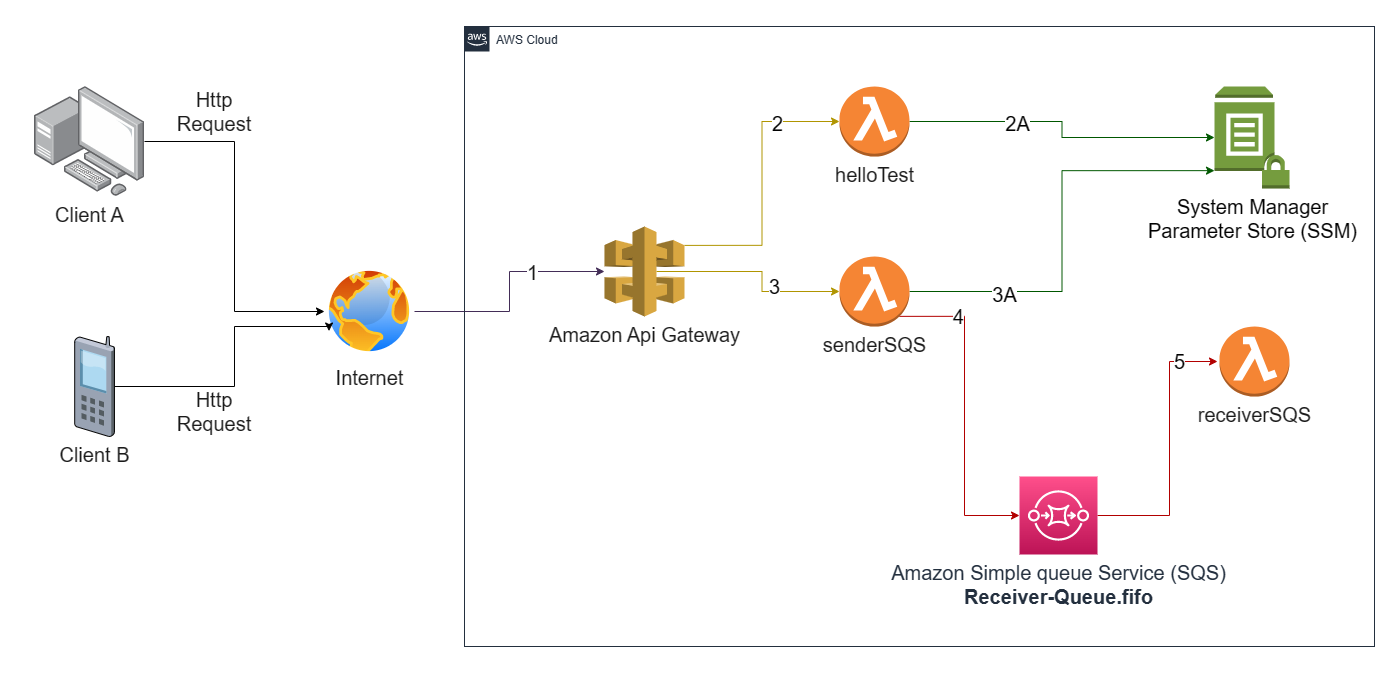 aws
AWS Cloud
Http
Request
Client A
Http
Request
Client B
Internet
1
Amazon Api Gateway
2
helloTest
2A
System Manager
Parameter Store (SSM)
3
senderSQS
3A
4
5
receiverSQS
Amazon Simple queue Service (SQS)
Receiver-Queue.fifo